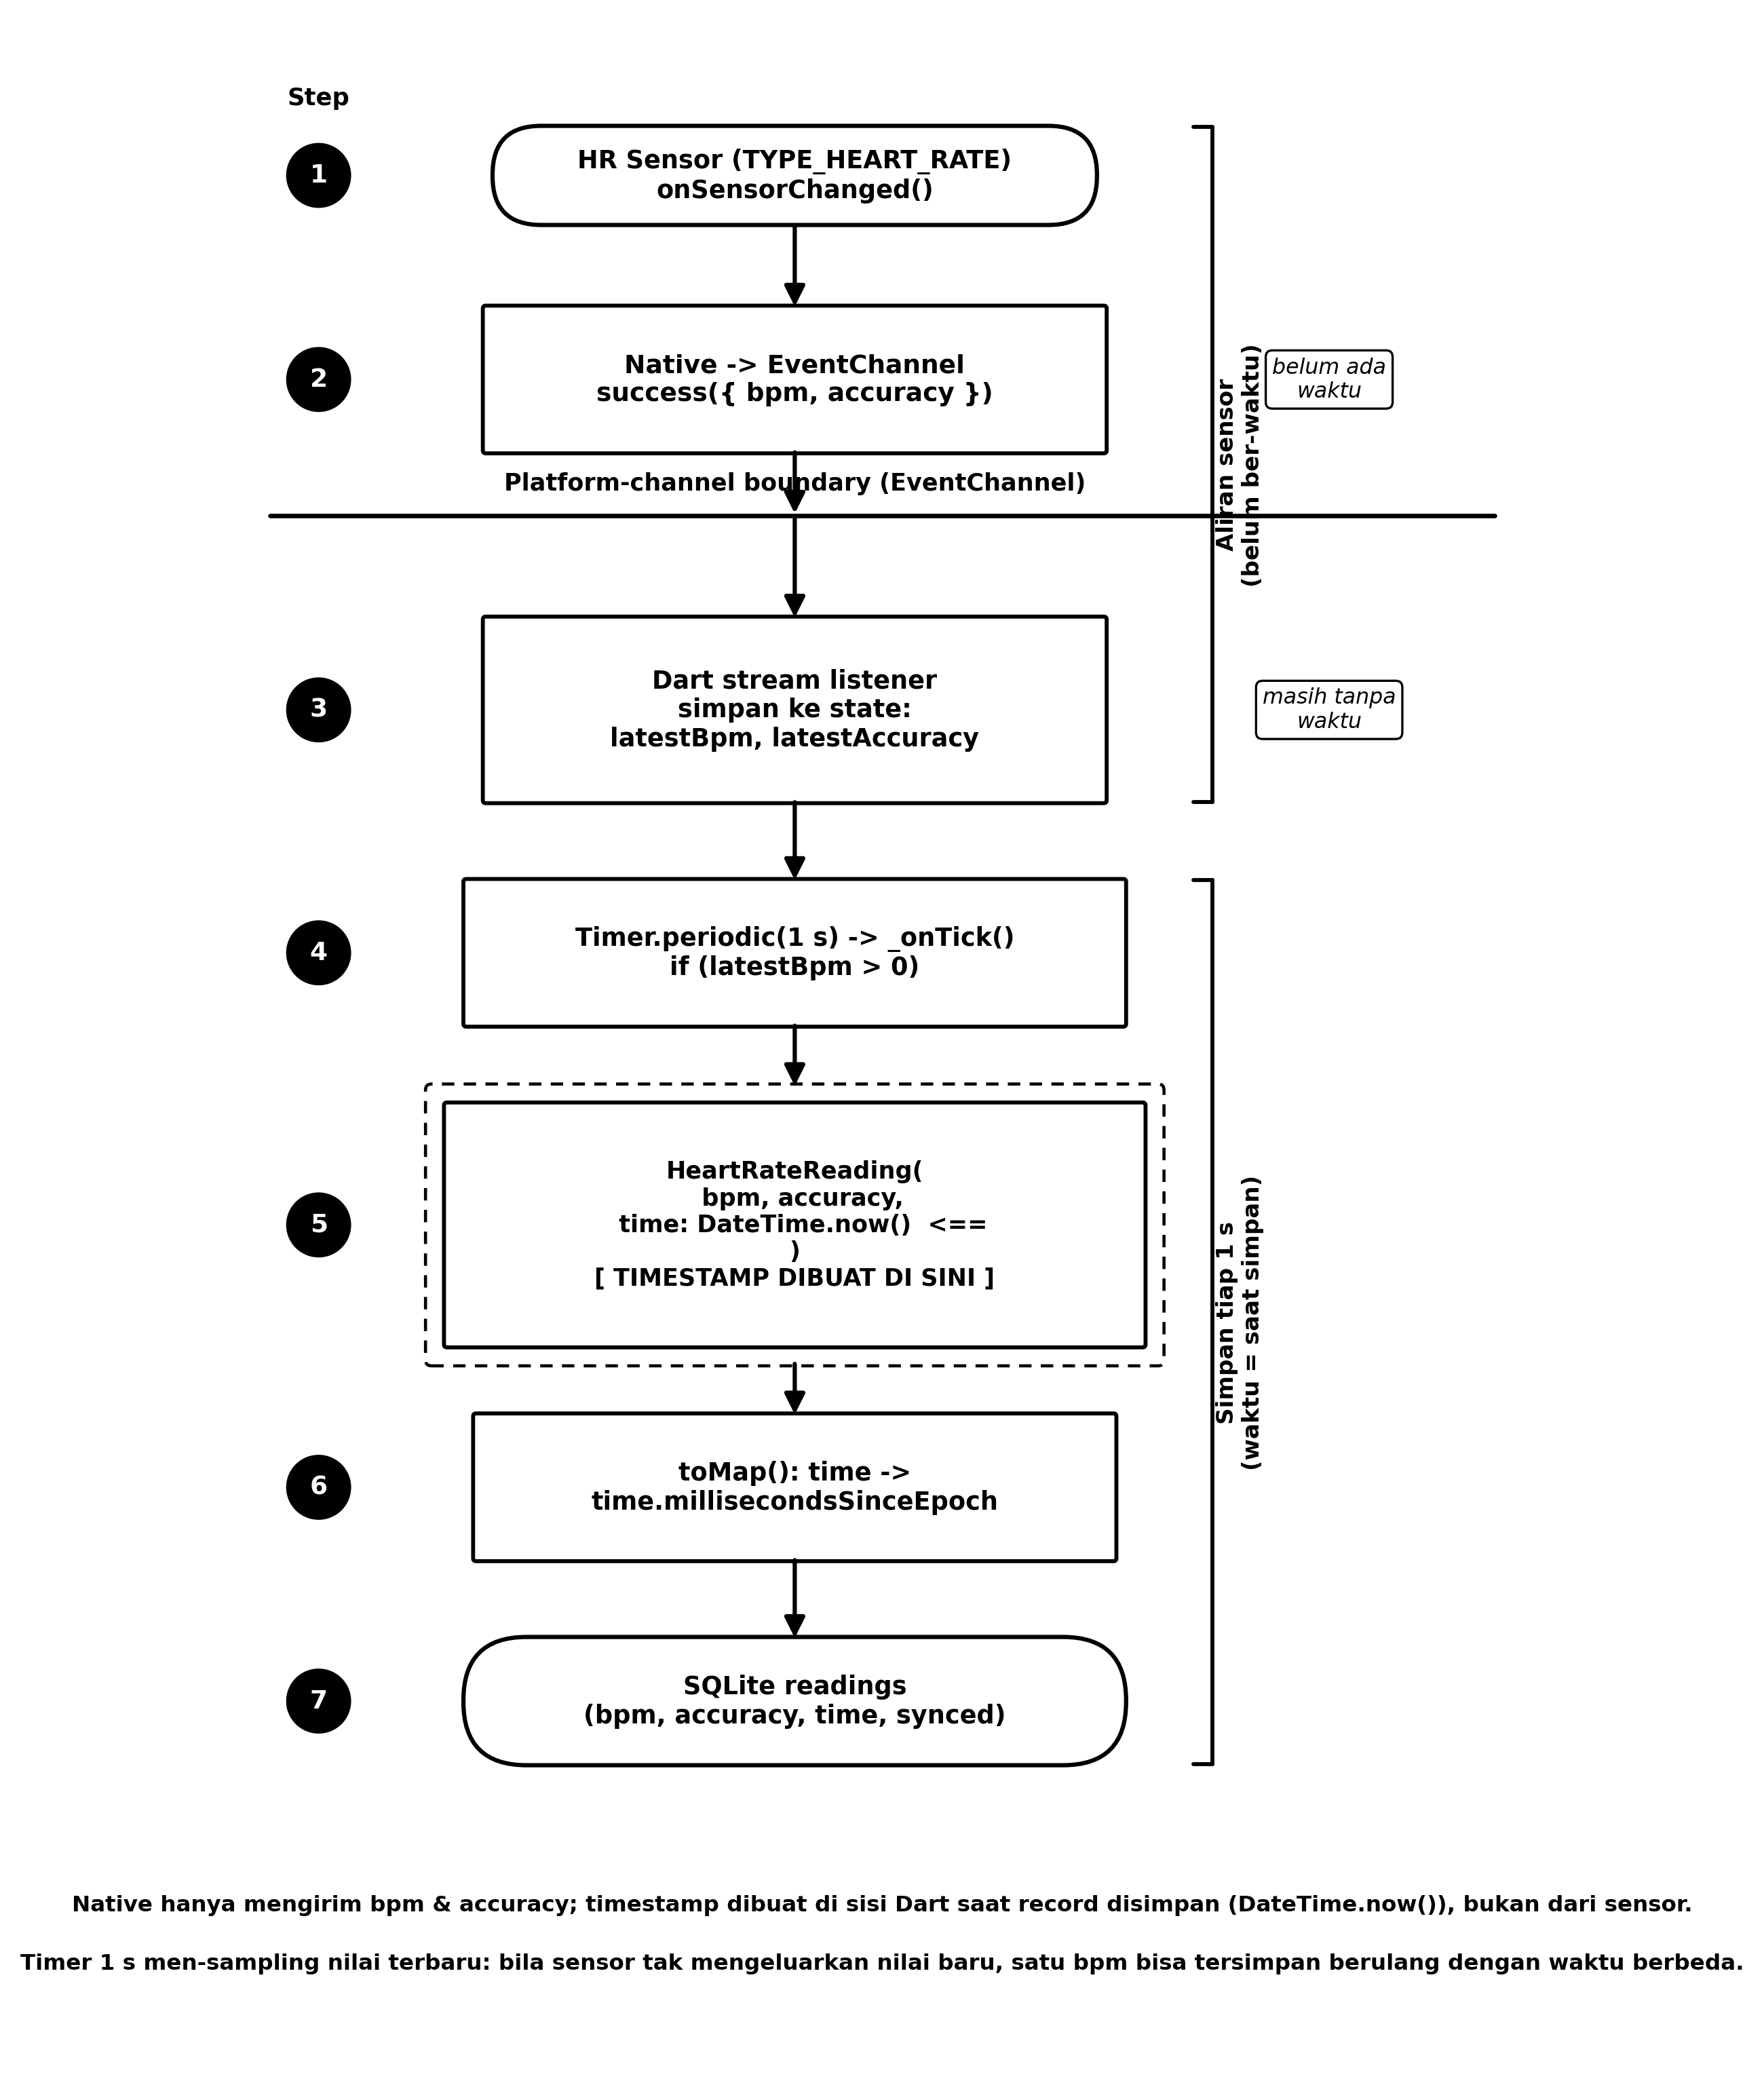 Step
1
HR Sensor (TYPE_HEART_RATE)
onSensorChanged()
2
Native -> EventChannel
success({ bpm, accuracy })
belum ada
waktu
Platform-channel boundary (EventChannel)
Aliran sensor
(belum ber-waktu)
3
Dart stream listener
simpan ke state:
latestBpm, latestAccuracy
masih tanpa
waktu
4
Timer.periodic(1 s) -> _onTick()
if (latestBpm > 0)
5
HeartRateReading(
bpm, accuracy,
time: DateTime.now()  <==
)
[ TIMESTAMP DIBUAT DI SINI ]
Simpan tiap 1 s
(waktu = saat simpan)
6
toMap(): time ->
time.millisecondsSinceEpoch
7
SQLite readings
(bpm, accuracy, time, synced)
Native hanya mengirim bpm & accuracy; timestamp dibuat di sisi Dart saat record disimpan (DateTime.now()), bukan dari sensor.
Timer 1 s men-sampling nilai terbaru: bila sensor tak mengeluarkan nilai baru, satu bpm bisa tersimpan berulang dengan waktu berbeda.